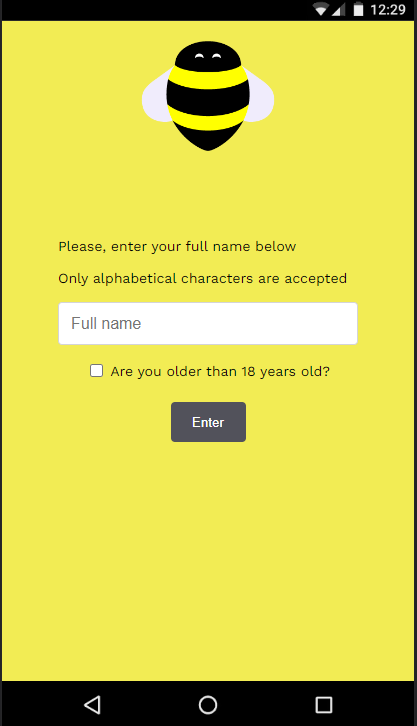 12:29
Please, enter your full name below
Only alphabetical characters are accepted
Full name
Are you older than 18 years old?
Enter